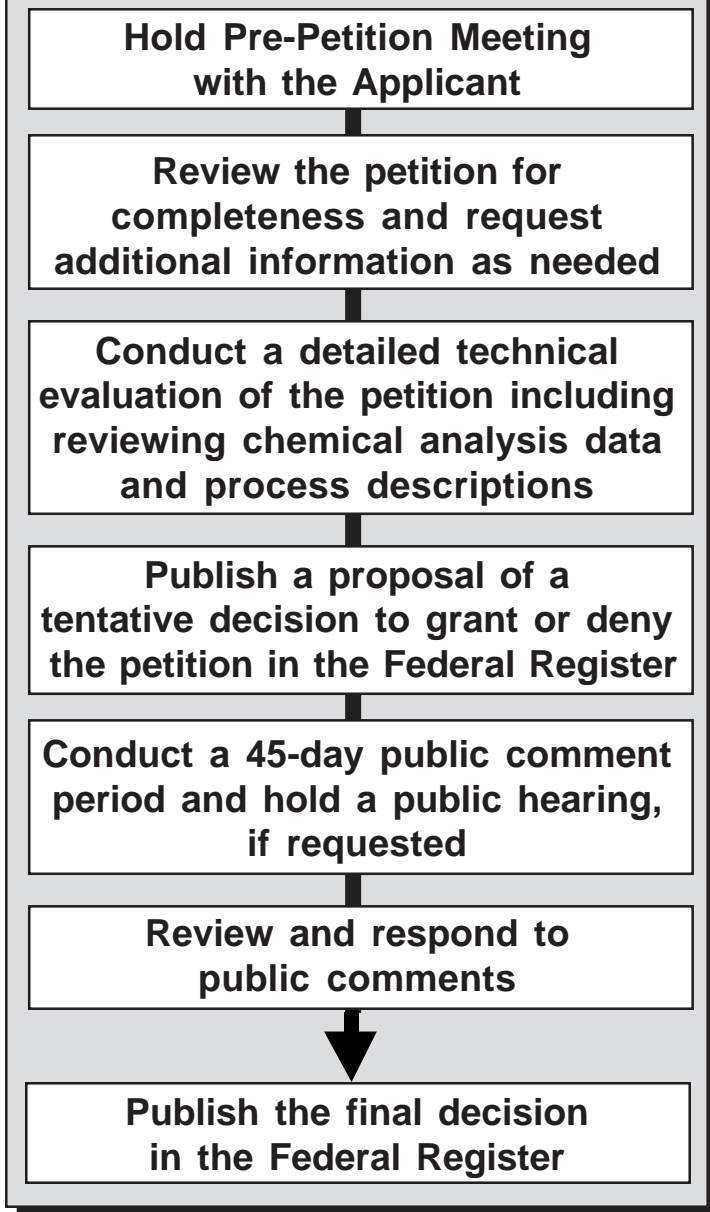 Hold Pre-Petition Meeting
with the Applicant
Review the petition for
completeness and request
additional information as needed
Conduct a detailed technical
evaluation of the petition including
reviewing chemical analysis data
and process descriptions
Publish a proposal of a
tentative decision to grant or deny
the petition in the Federal Register
Conduct a 45-day public comment
period and hold a public hearing,
if requested
Review and respond to
public comments
Publish the final decision
in the Federal Register